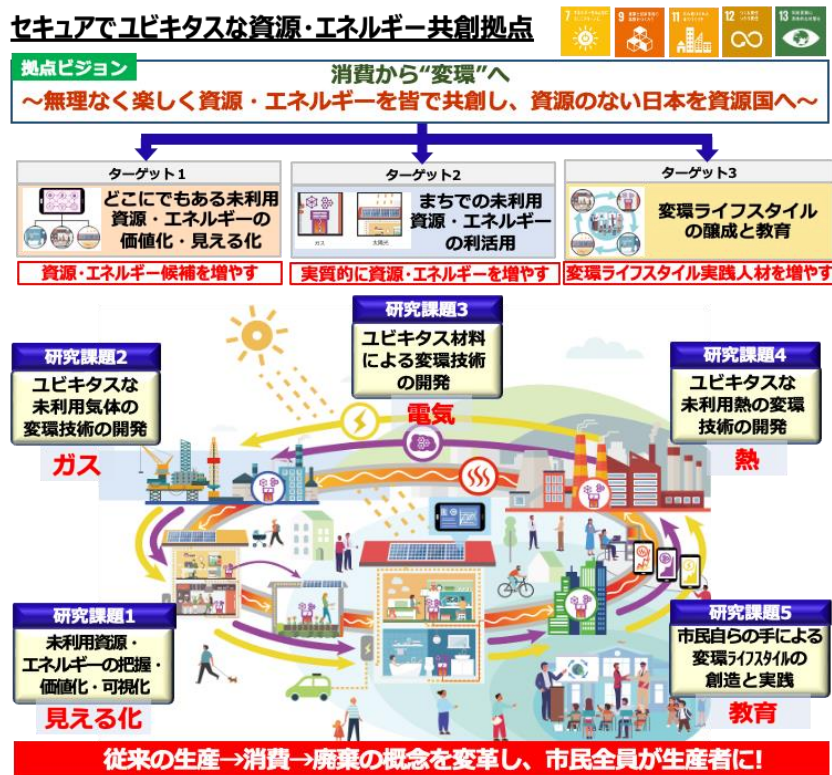 セキュアでユビキタスな資源・エネルギー共創拠点
7
9
11
12
13
拠点ビジョン
消費から“変環”へ
～無理なく楽しく資源・エネルギーを皆で共創し、資源のない日本を資源国へ～
ターゲット1
どこにでもある未利用
資源・エネルギーの
価値化・見える化
資源・エネルギー候補を増やす
ターゲット2
ガス
太陽光
まちでの未利用
資源・エネルギー
の利活用
実質的に資源・エネルギーを増やす
ターゲット3
変環ライフスタイル
の醸成と教育
変環ライフスタイル実践人材を増やす
研究課題3
ユビキタス材料
による変環技術
の開発
電気
研究課題2
ユビキタスな
未利用気体の
変環技術の開発
ガス
研究課題4
ユビキタスな
未利用熱の変環
技術の開発
熱
研究課題1
未利用資源・
エネルギーの把握・
価値化・可視化
見える化
研究課題5
市民自らの手による
変環ライフスタイルの
創造と実践
教育
従来の生産→消費→廃棄の概念を変革し、市民全員が生産者に!